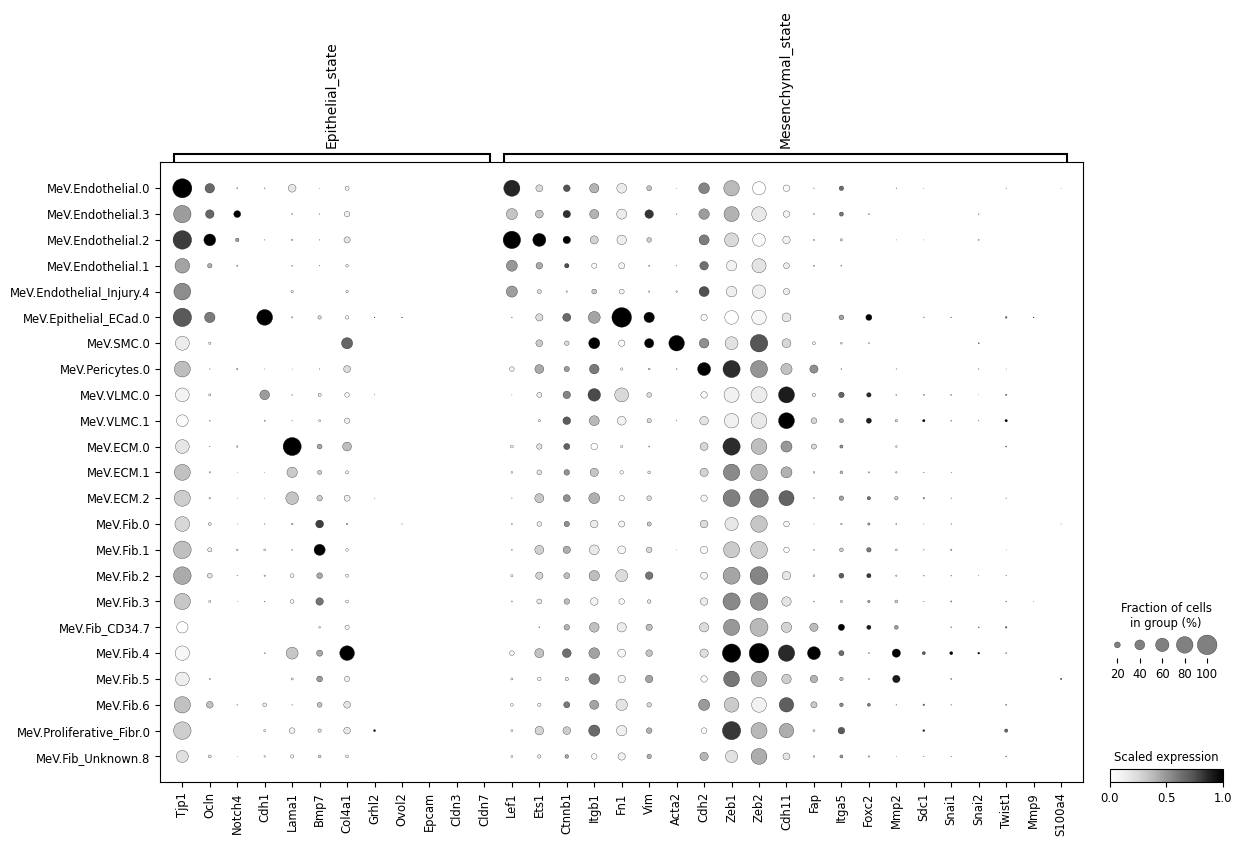 Epithelial_state
Mesenchymal_state
MeV.Endothelial.0
MeV.Endothelial.3
MeV.Endothelial.2
MeV.Endothelial.1
MeV.Endothelial_Injury.4
MeV.Epithelial_ECad.0
MeV.SMC.0
MeV.Pericytes.0
MeV.VLMC.0
MeV.VLMC.1
MeV.ECM.0
MeV.ECM.1
MeV.ECM.2
MeV.Fib.0
MeV.Fib.1
MeV.Fib.2
MeV.Fib.3
MeV.Fib_CD34.7
MeV.Fib.4
MeV.Fib.5
MeV.Fib.6
MeV.Proliferative_Fibr.0
MeV.Fib_Unknown.8
Tjp1
Ocln
Notch4
Cdh1
Lama1
Bmp7
Col4a1
Grhl2
Ovol2
Epcam
Cldn3
Cldn7
Lef1
Ets1
Ctnnb1
Itgb1
Fn1
Vim
Acta2
Cdh2
Zeb1
Zeb2
Cdh11
Fap
Itga5
Foxc2
Mmp2
Sdc1
Snai1
Snai2
Twist1
Mmp9
S100a4
Fraction of cells
in group (%)
20 40 60 80 100
Scaled expression
0.0 0.5 1.0